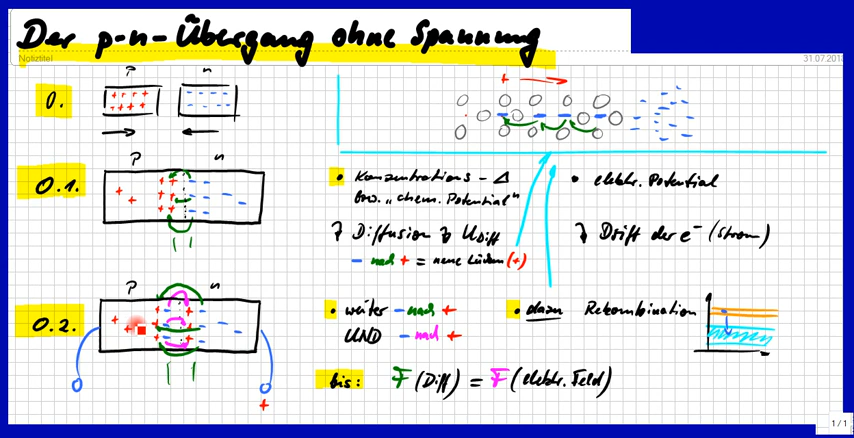 Der p-n-Übergang ohne Spannung
Notiztitel
31.07.201
0.
p n
+
0.1.
p n
• Konzentrations-Δ
bzw. „chem. Potential"
• elektr. Potential
Diffusion
U Diff
Drift der e⁻ (Strom)
- nach + = neue Lücken (+)
0.2.
p n
• weiter - nach +
UND - nach +
• dazu Rekombination
bis: F (Diff) = F (elektr. Feld)
+
1/1